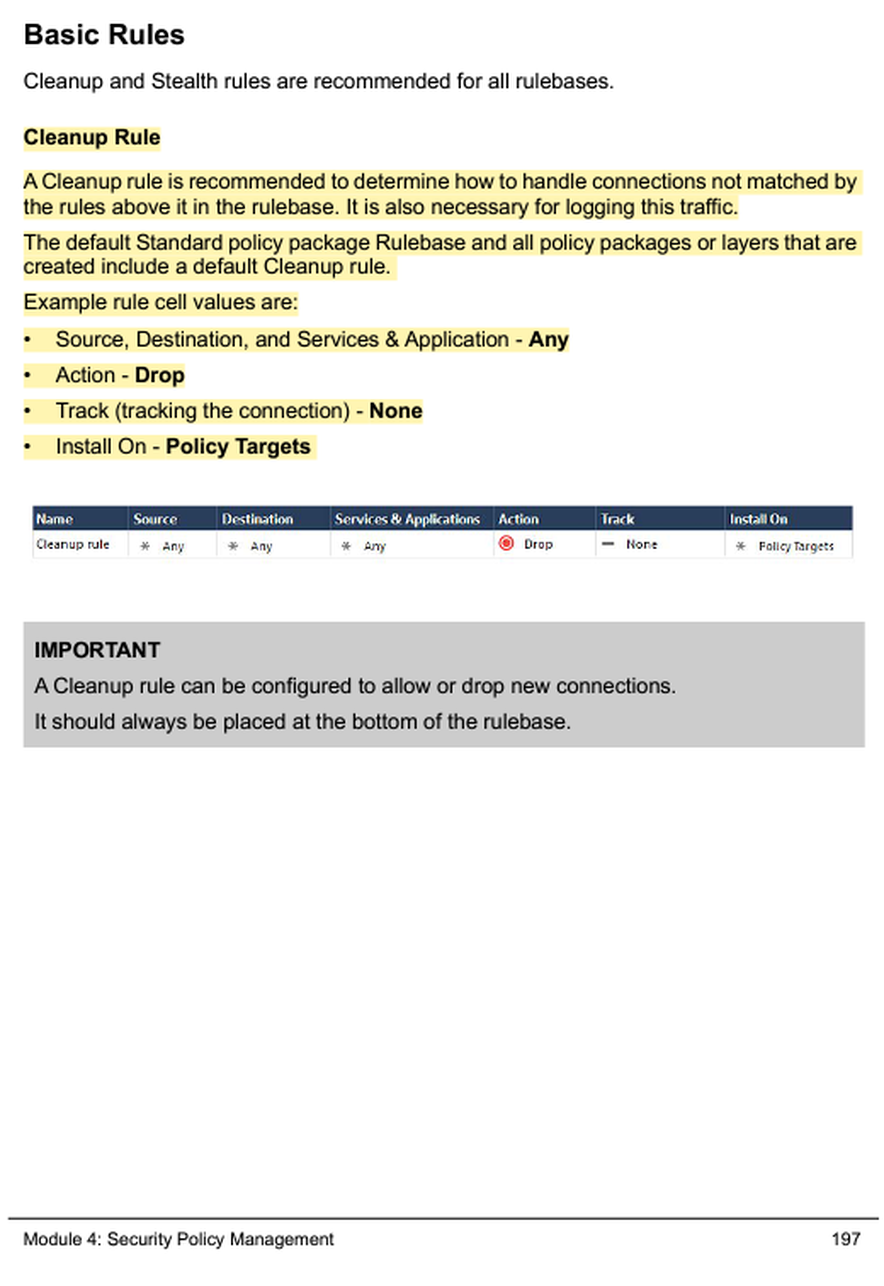 Basic Rules
Cleanup and Stealth rules are recommended for all rulebases.
Cleanup Rule
A Cleanup rule is recommended to determine how to handle connections not matched by
the rules above it in the rulebase. It is also necessary for logging this traffic.
The default Standard policy package Rulebase and all policy packages or layers that are
created include a default Cleanup rule.
Example rule cell values are:
• Source, Destination, and Services & Application - Any
• Action - Drop
• Track (tracking the connection) - None
• Install On - Policy Targets
Name Source Destination Services & Applications Action Track Install On
Cleanup rule * Any * Any * Any Drop — None * Policy Targets
IMPORTANT
A Cleanup rule can be configured to allow or drop new connections.
It should always be placed at the bottom of the rulebase.
Module 4: Security Policy Management 197